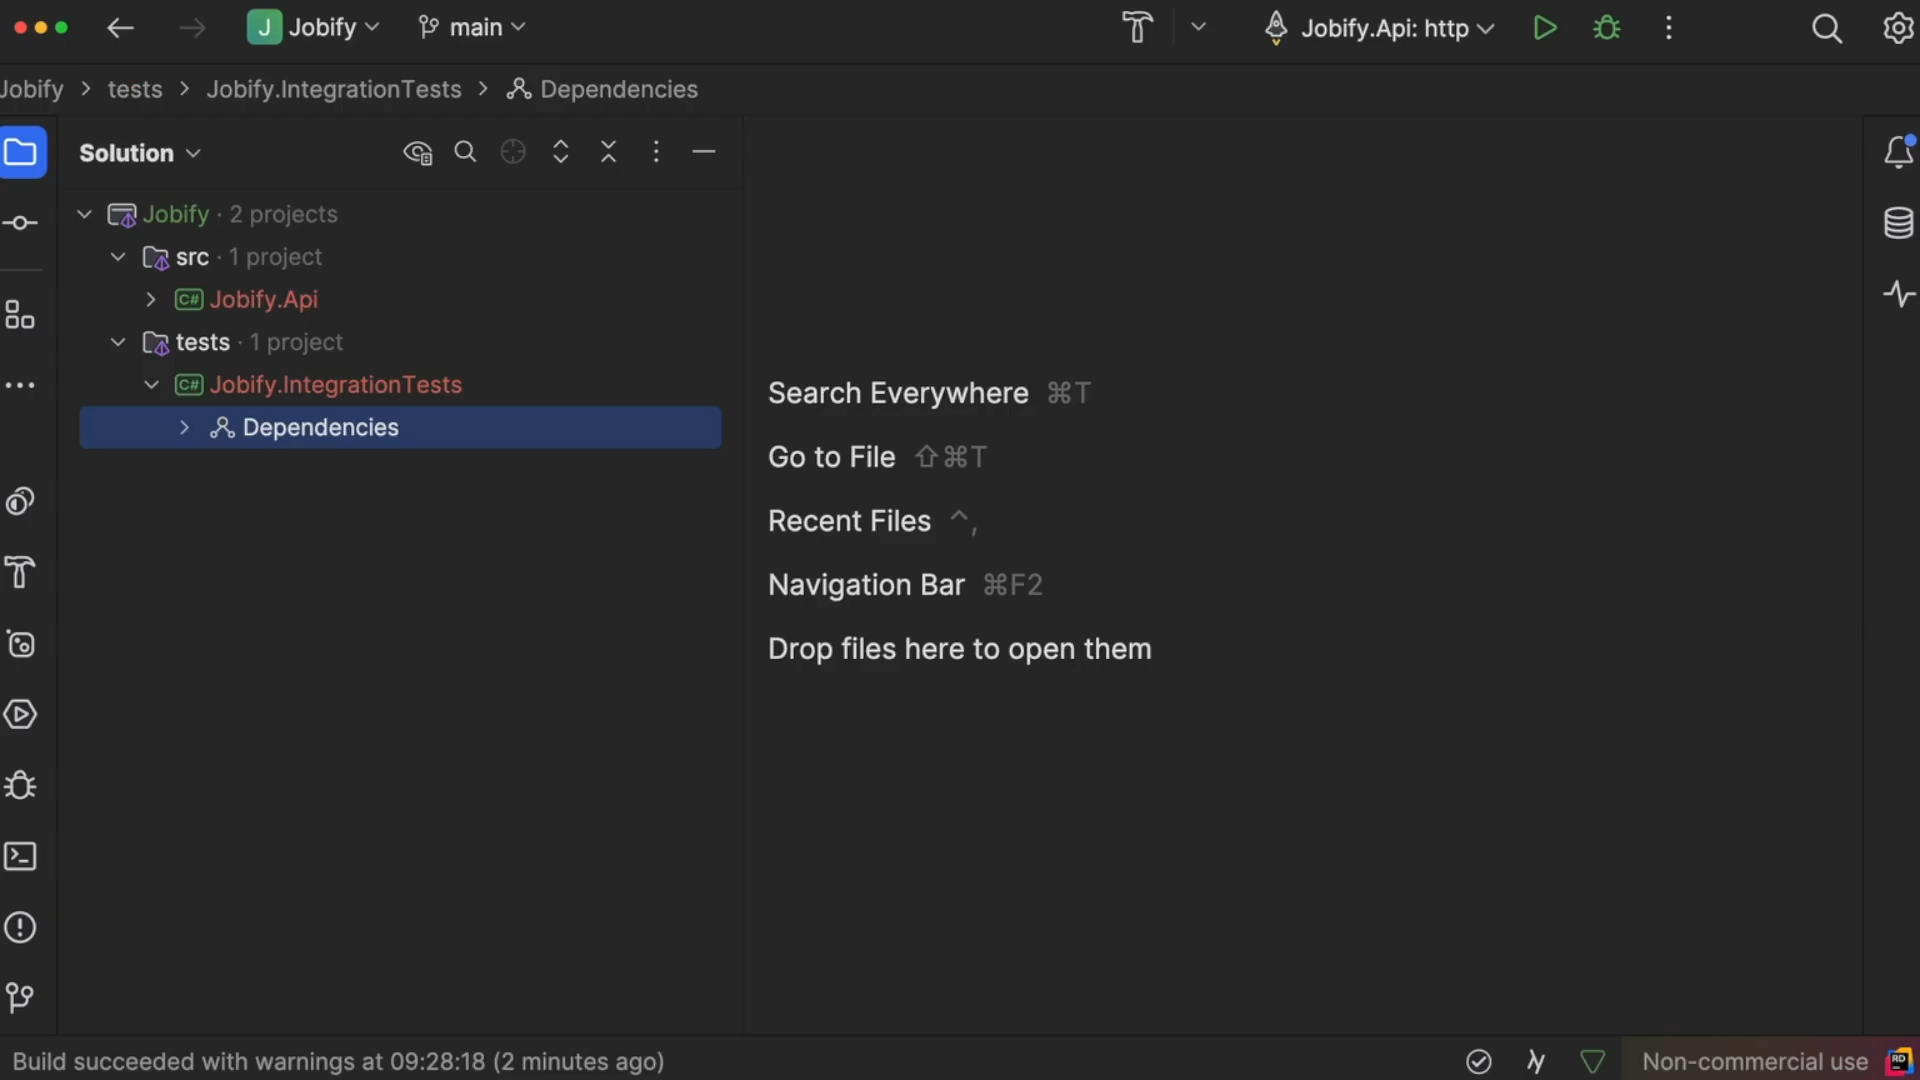 J Jobify main Jobify.Api: http
Jobify > tests > Jobify.IntegrationTests > Dependencies
Solution
Jobify · 2 projects
src · 1 project
C# Jobify.Api
tests · 1 project
C# Jobify.IntegrationTests
Dependencies
Search Everywhere ⌘T
Go to File ⇧⌘T
Recent Files ^,
Navigation Bar ⌘F2
Drop files here to open them
Build succeeded with warnings at 09:28:18 (2 minutes ago)
Non-commercial use RD